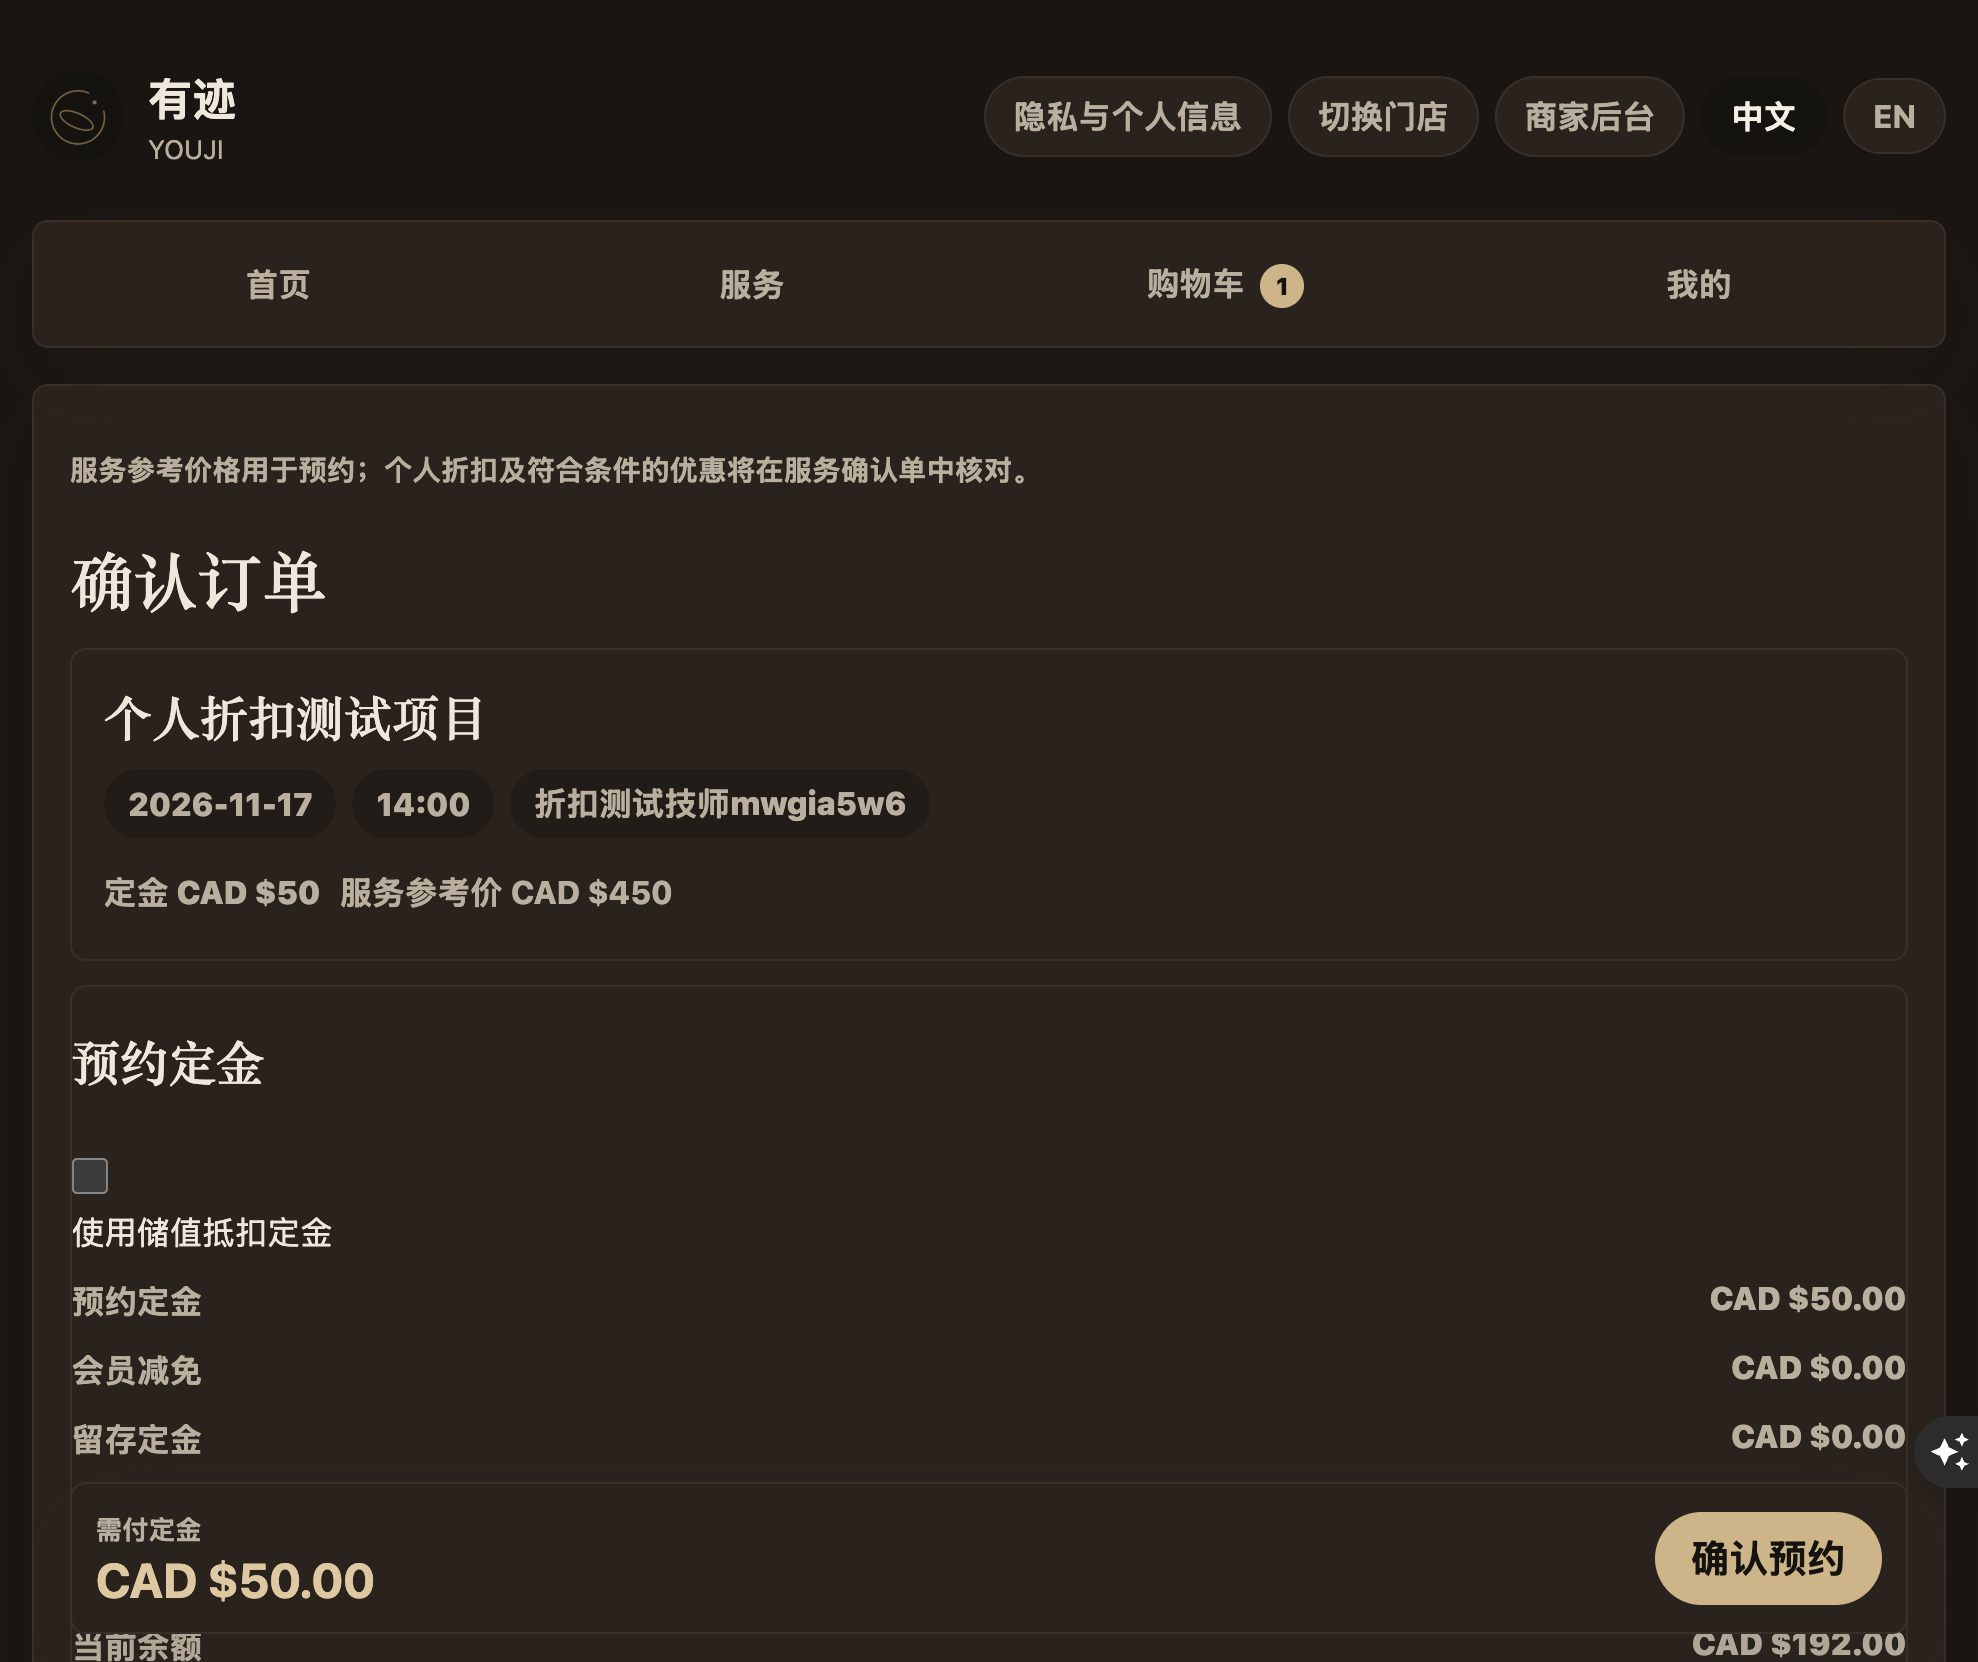 有迹
YOUJI
隐私与个人信息
切换门店
商家后台
中文
EN
首页
服务
购物车 1
我的
服务参考价格用于预约；个人折扣及符合条件的优惠将在服务确认单中核对。
确认订单
个人折扣测试项目
2026-11-17
14:00
折扣测试技师mwgia5w6
定金 CAD $50 服务参考价 CAD $450
预约定金
使用储值抵扣定金
预约定金 CAD $50.00
会员减免 CAD $0.00
留存定金 CAD $0.00
需付定金
CAD $50.00
确认预约
当前余额 CAD $192.00